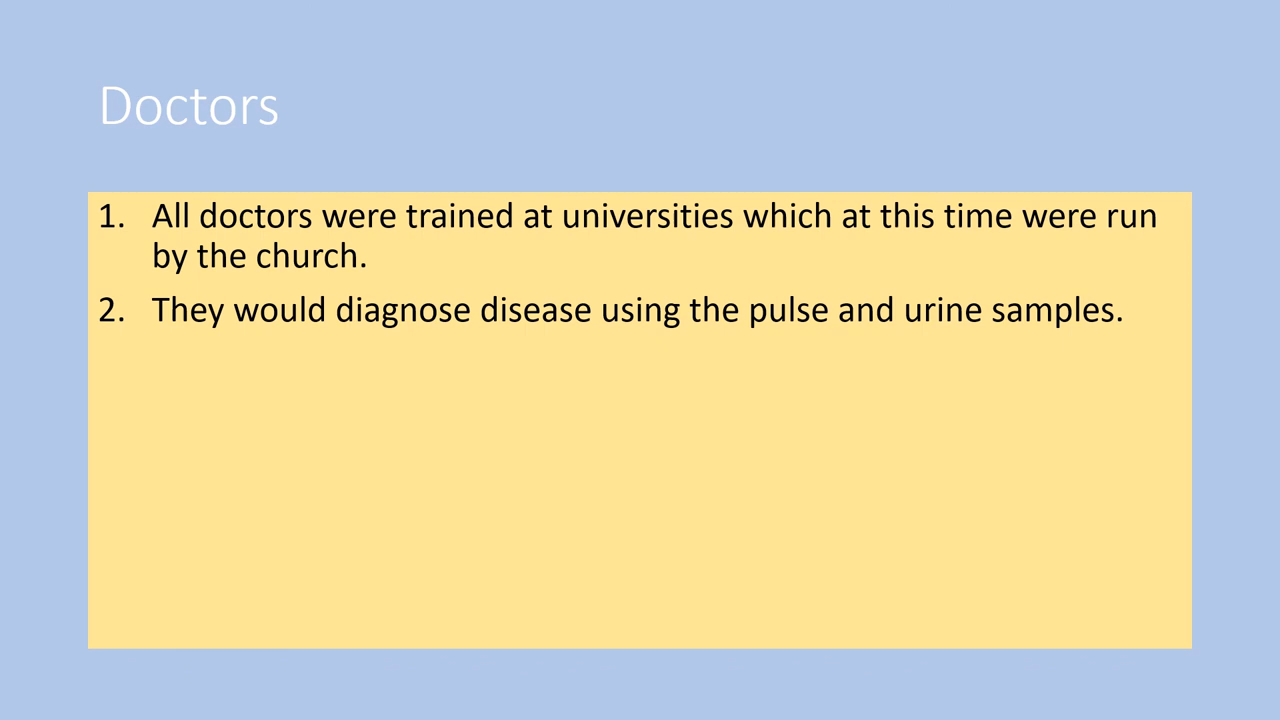 Doctors
1. All doctors were trained at universities which at this time were run
by the church.
2. They would diagnose disease using the pulse and urine samples.